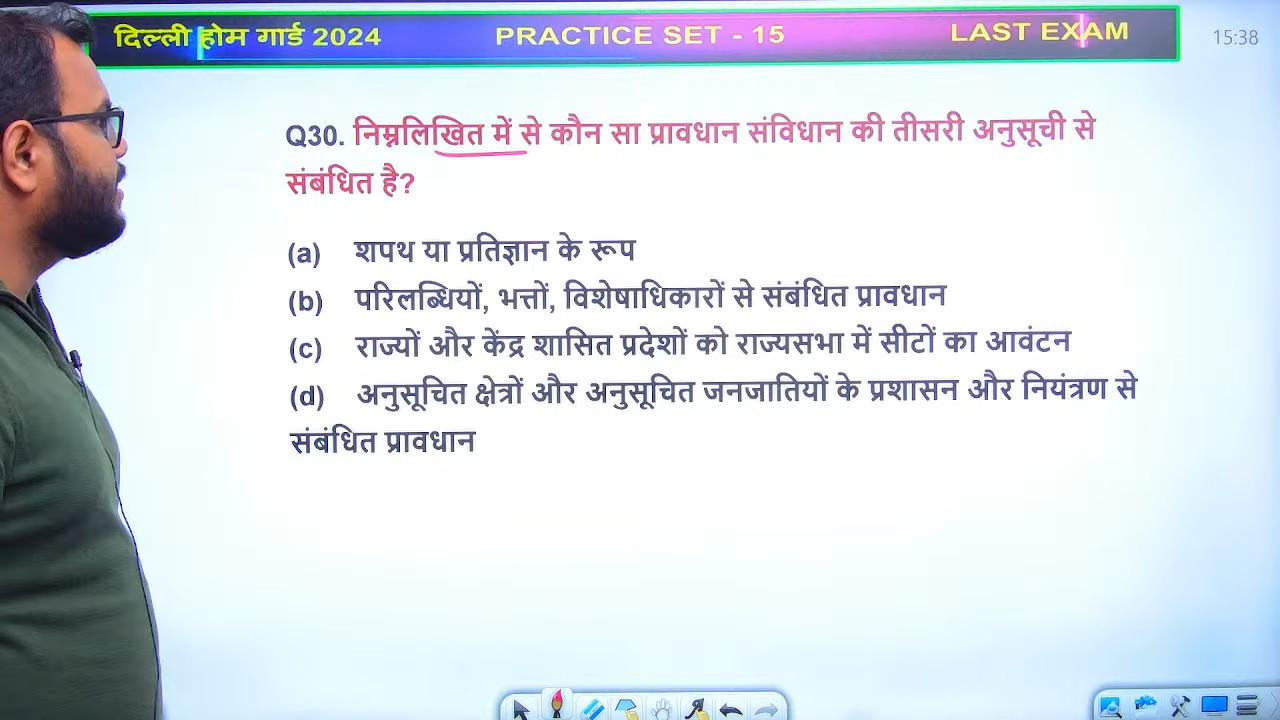 दिल्ली होम गार्ड 2024 PRACTICE SET - 15 LAST EXAM 15:38
Q30. निम्नलिखित में से कौन सा प्रावधान संविधान की तीसरी अनुसूची से
संबंधित है?
(a) शपथ या प्रतिज्ञान के रूप
(b) परिलब्धियों, भत्तों, विशेषाधिकारों से संबंधित प्रावधान
(c) राज्यों और केंद्र शासित प्रदेशों को राज्यसभा में सीटों का आवंटन
(d) अनुसूचित क्षेत्रों और अनुसूचित जनजातियों के प्रशासन और नियंत्रण से
संबंधित प्रावधान